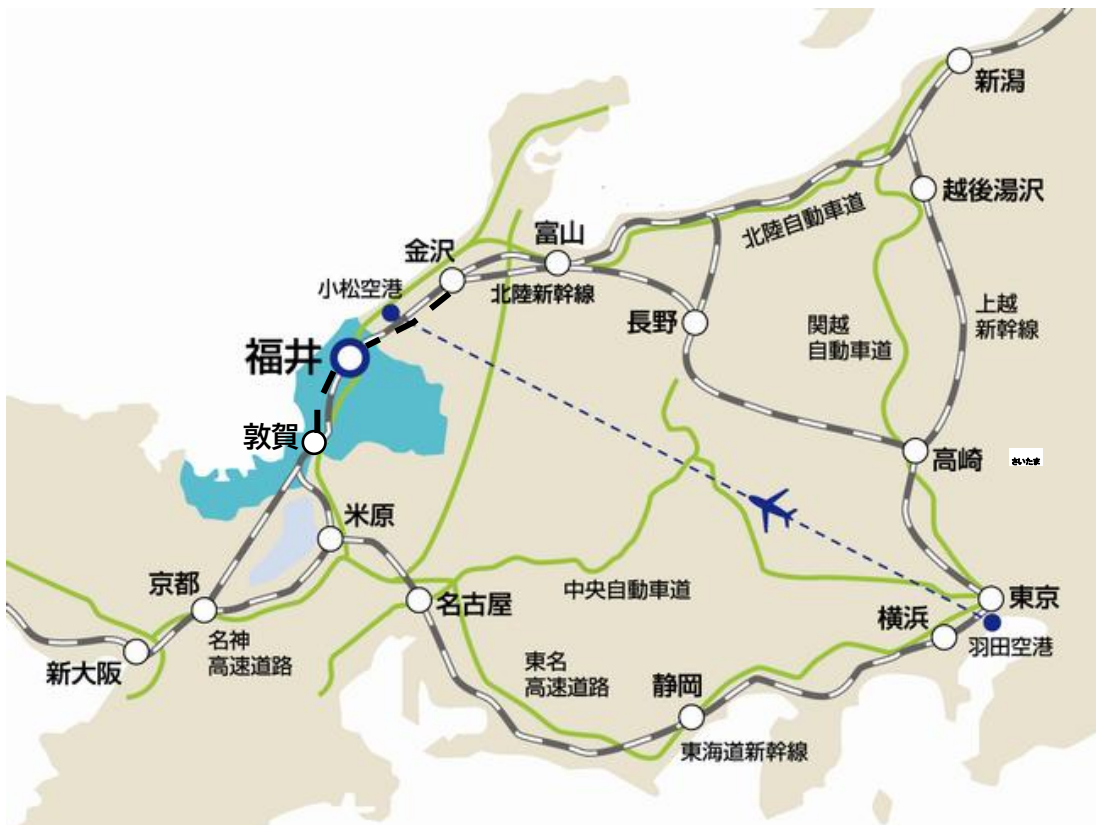 新潟
越後湯沢
北陸自動車道
富山
金沢
小松空港
北陸新幹線
上越
新幹線
長野
関越
自動車道
福井
敦賀
高崎
さいたま
米原
京都
中央自動車道
名古屋
東京
横浜
羽田空港
名神
高速道路
新大阪
東名
高速道路
静岡
東海道新幹線